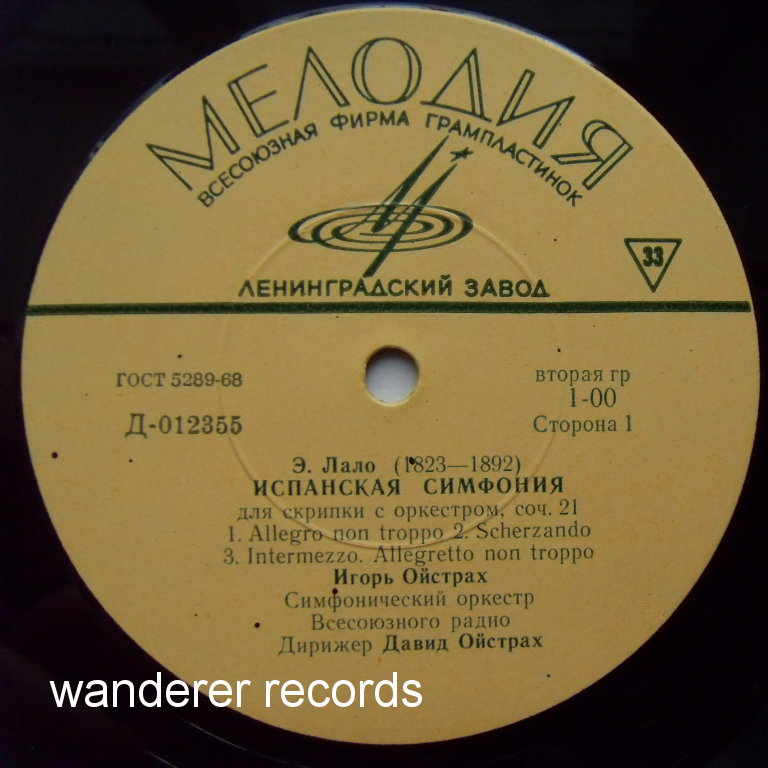 МЕЛОДИЯ
ВСЕСОЮЗНАЯ ФИРМА ГРАМПЛАСТИНОК
33
ЛЕНИНГРАДСКИЙ ЗАВОД
ГОСТ 5289-68
Д-012355
вторая гр
1-00
Сторона 1
Э. Лало (1823—1892)
ИСПАНСКАЯ СИМФОНИЯ
для скрипки с оркестром, соч. 21
1. Allegro non troppo 2. Scherzando
3. Intermezzo. Allegretto non troppo
Игорь Ойстрах
Симфонический оркестр
Всесоюзного радио
Дирижер Давид Ойстрах
wanderer records